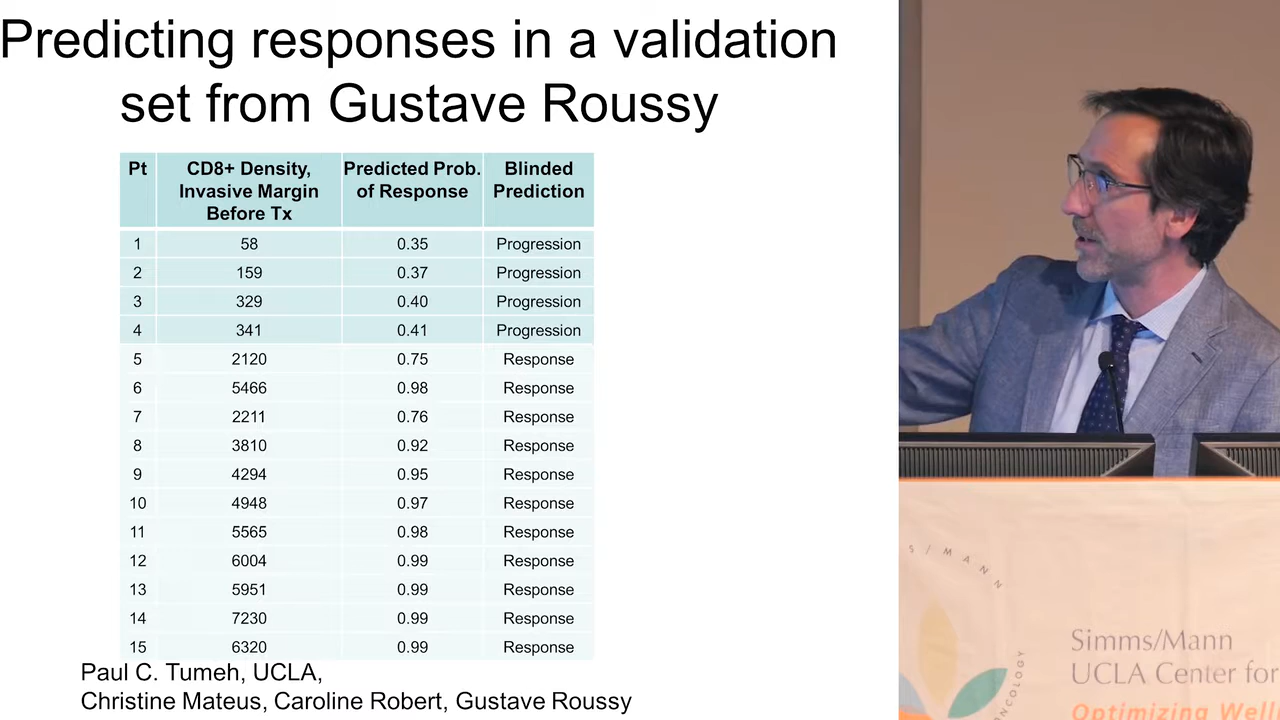 Predicting responses in a validation
set from Gustave Roussy
Pt CD8+ Density, Invasive Margin Before Tx Predicted Prob. of Response Blinded Prediction
1 58 0.35 Progression
2 159 0.37 Progression
3 329 0.40 Progression
4 341 0.41 Progression
5 2120 0.75 Response
6 5466 0.98 Response
7 2211 0.76 Response
8 3810 0.92 Response
9 4294 0.95 Response
10 4948 0.97 Response
11 5565 0.98 Response
12 6004 0.99 Response
13 5951 0.99 Response
14 7230 0.99 Response
15 6320 0.99 Response
Paul C. Tumeh, UCLA,
Christine Mateus, Caroline Robert, Gustave Roussy
S / MANN
ONCOLOGY
Simms/Mann
UCLA Center for
Optimizing Well